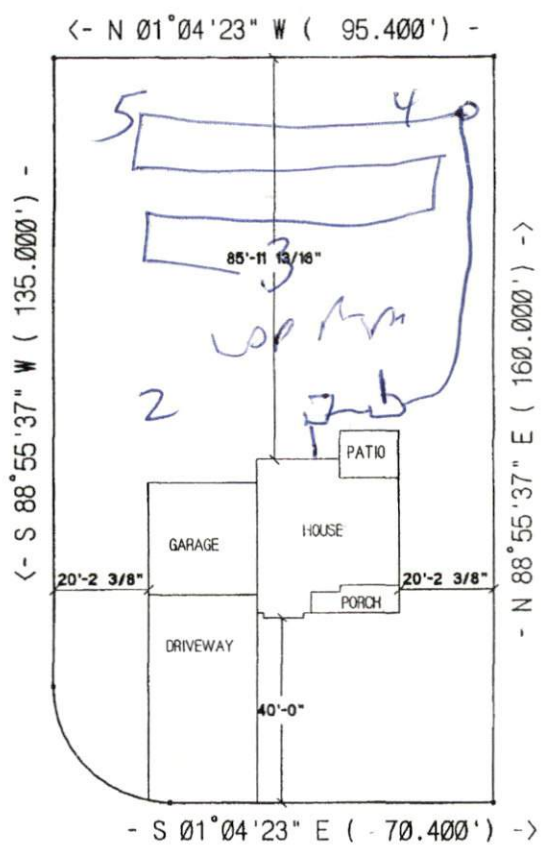 <- N 01°04'23" W ( 95.400') -
5
4
<- S 88°55'37" W ( 135.000') -
- N 88°55'37" E ( 160.000') ->
85'-11 13/16"
3
2
PATIO
HOUSE
GARAGE
20'-2 3/8"
20'-2 3/8"
PORCH
DRIVEWAY
40'-0"
- S 01°04'23" E ( 70.400') ->